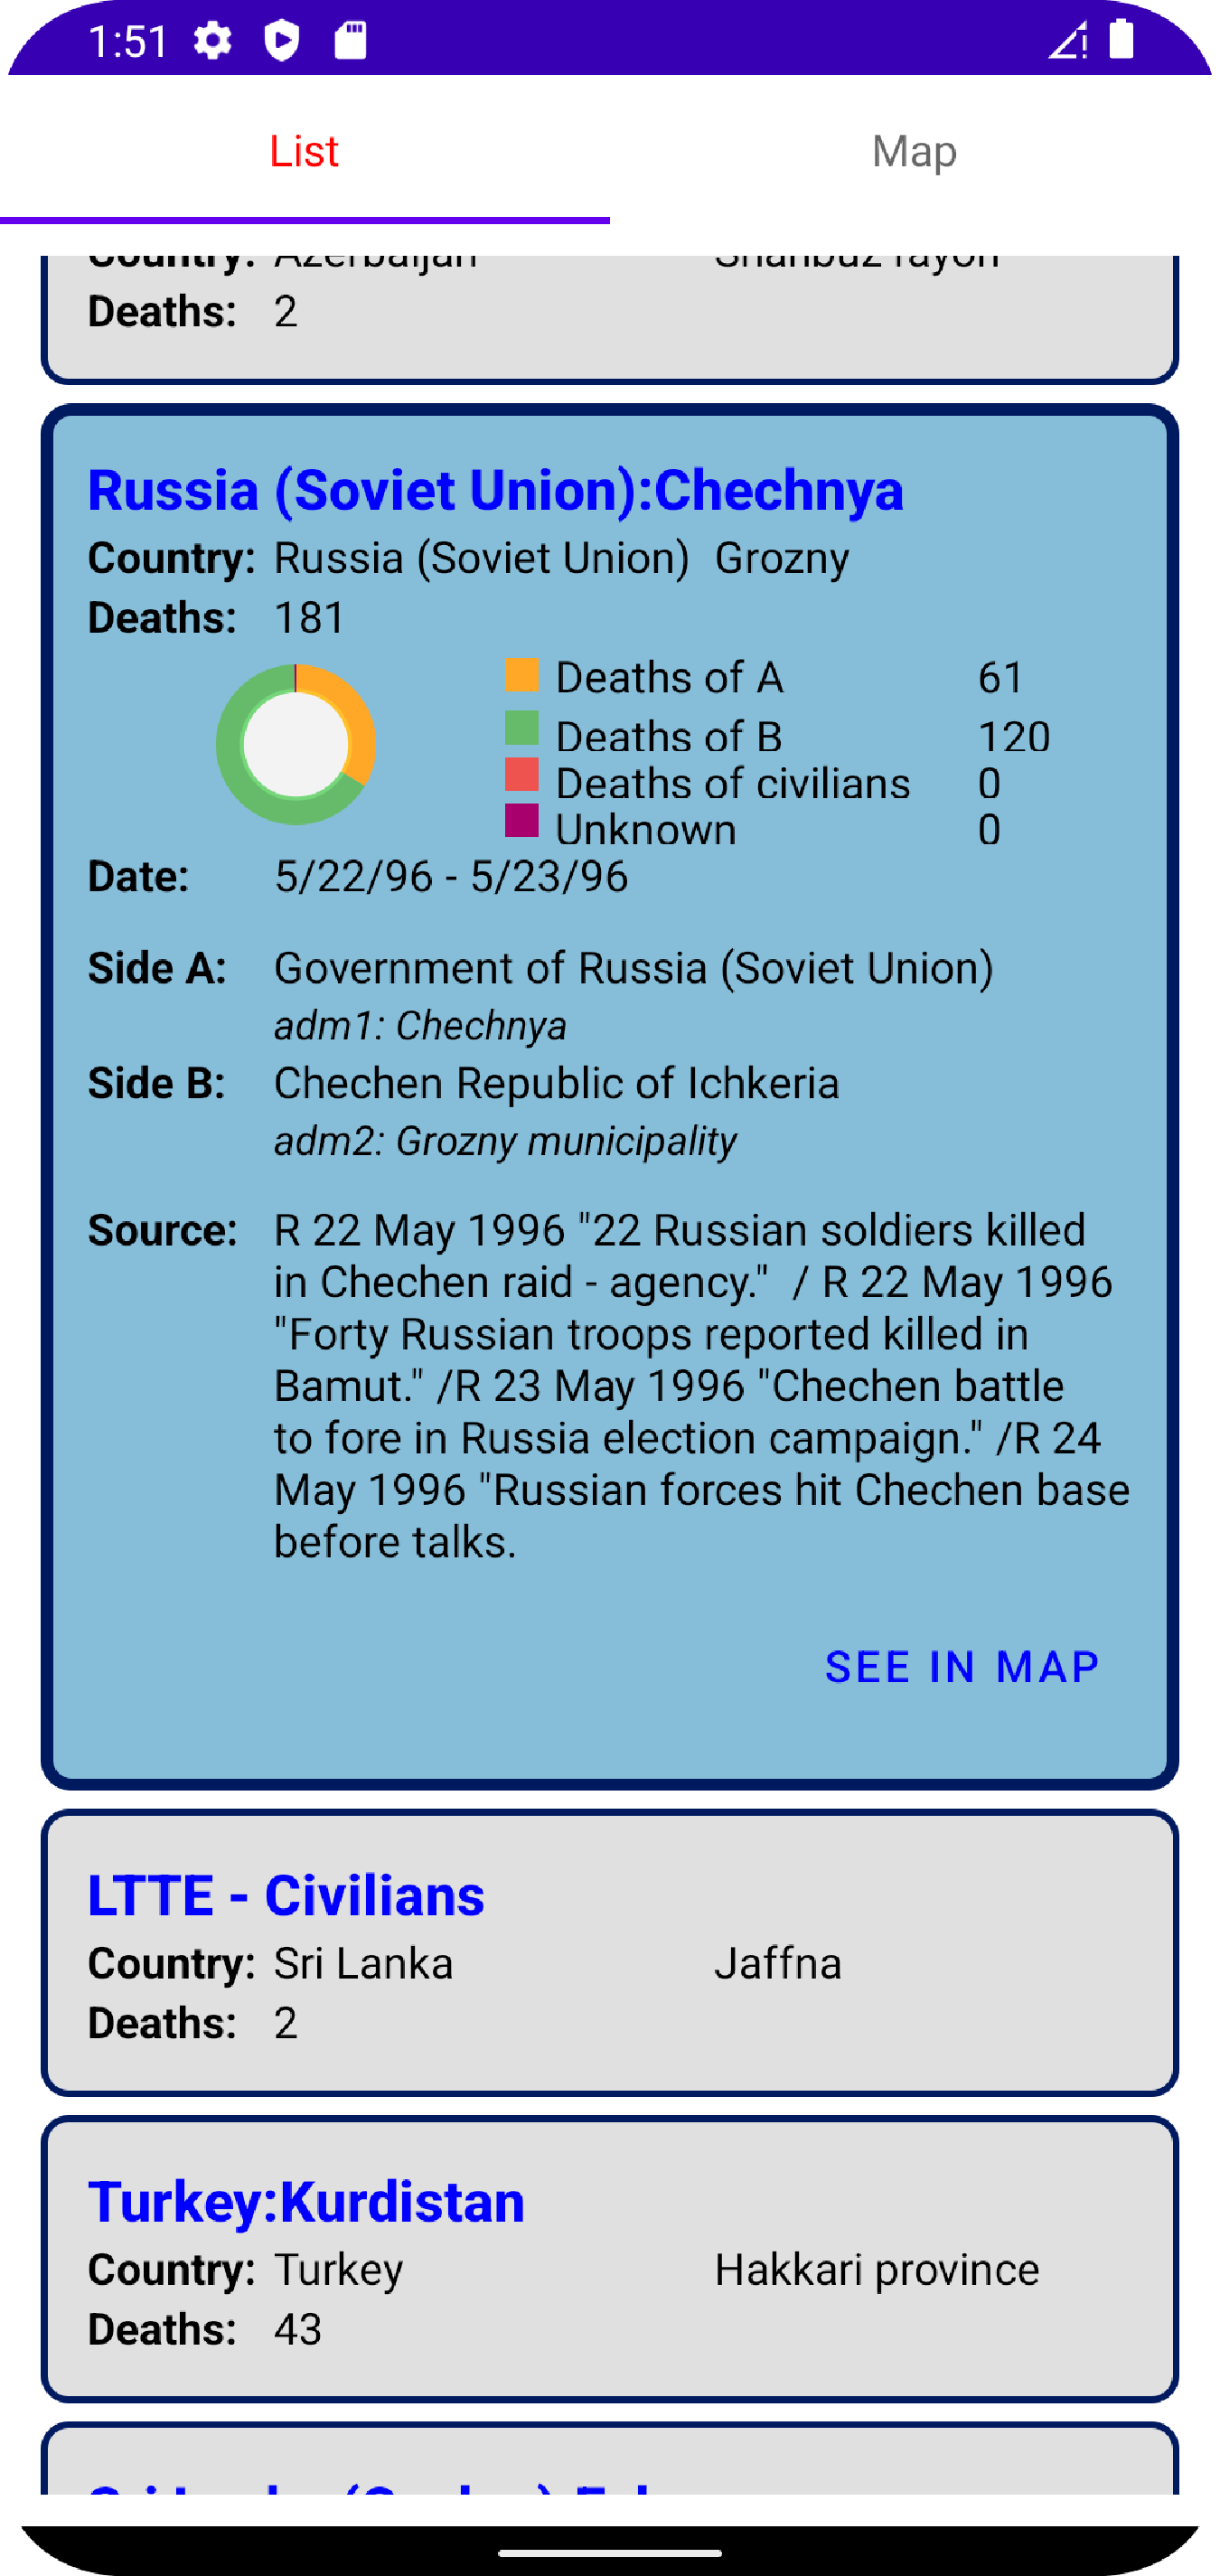 1:51
List
Map
Country: Azerbaijan Shahbuz rayon
Deaths: 2
Russia (Soviet Union):Chechnya
Country: Russia (Soviet Union) Grozny
Deaths: 181
Deaths of A 61
Deaths of B 120
Deaths of civilians 0
Unknown 0
Date: 5/22/96 - 5/23/96
Side A: Government of Russia (Soviet Union)
adm1: Chechnya
Side B: Chechen Republic of Ichkeria
adm2: Grozny municipality
Source: R 22 May 1996 "22 Russian soldiers killed
in Chechen raid - agency."  / R 22 May 1996
"Forty Russian troops reported killed in
Bamut." /R 23 May 1996 "Chechen battle
to fore in Russia election campaign." /R 24
May 1996 "Russian forces hit Chechen base
before talks.
SEE IN MAP
LTTE - Civilians
Country: Sri Lanka Jaffna
Deaths: 2
Turkey:Kurdistan
Country: Turkey Hakkari province
Deaths: 43